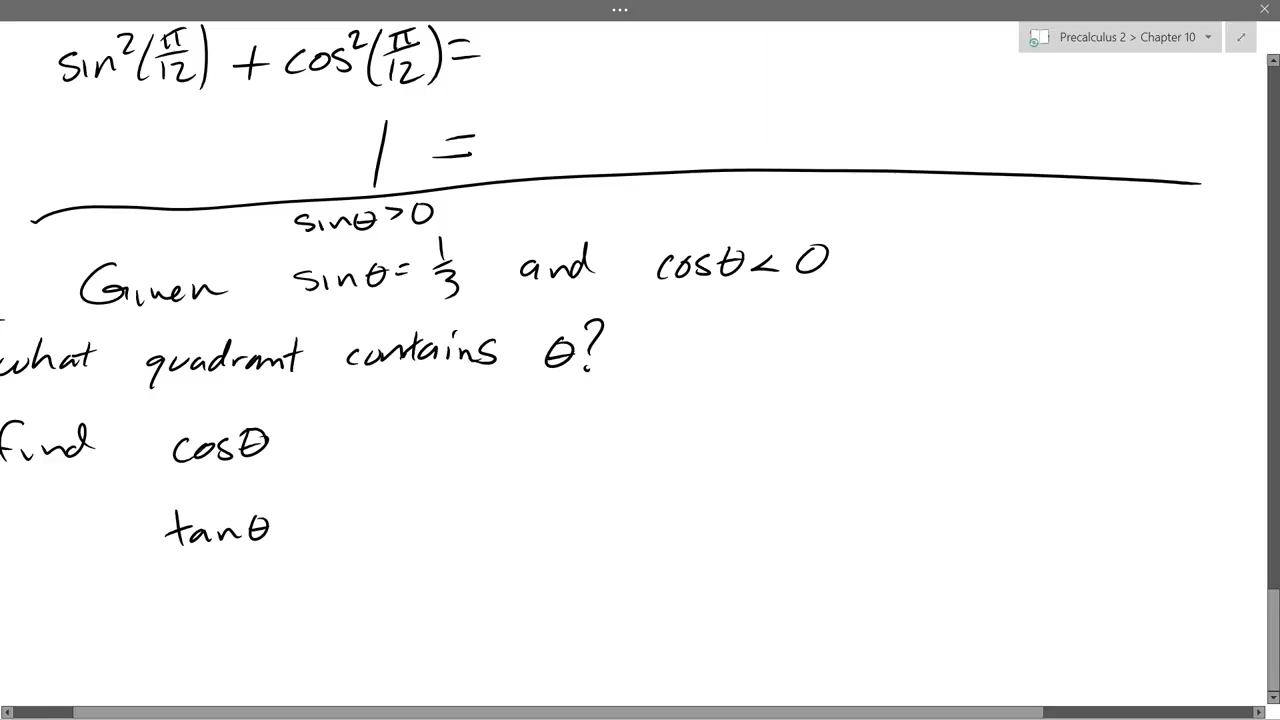 ...
Precalculus 2 > Chapter 10
sin²(π/12) + cos²(π/12) =
1 =
sinθ > 0
Given sinθ = 1/3 and cosθ < 0
what quadrant contains θ?
find cosθ
tanθ